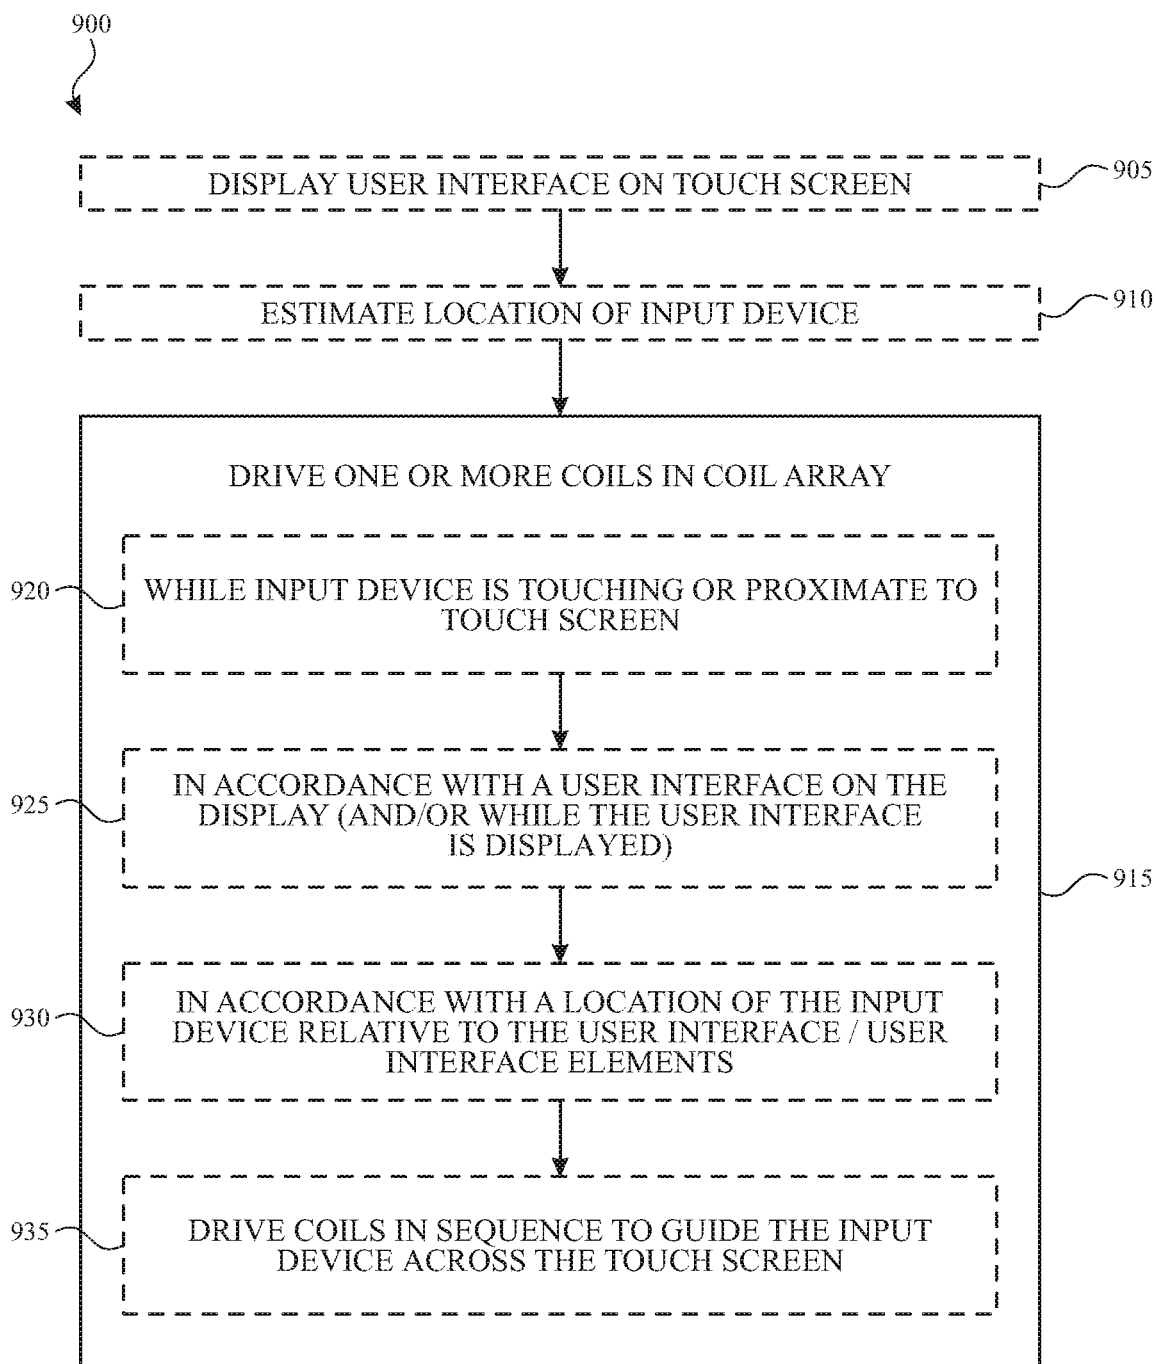 900
DISPLAY USER INTERFACE ON TOUCH SCREEN
905
ESTIMATE LOCATION OF INPUT DEVICE
910
DRIVE ONE OR MORE COILS IN COIL ARRAY
920
WHILE INPUT DEVICE IS TOUCHING OR PROXIMATE TO
TOUCH SCREEN
925
IN ACCORDANCE WITH A USER INTERFACE ON THE
DISPLAY (AND/OR WHILE THE USER INTERFACE
IS DISPLAYED)
915
930
IN ACCORDANCE WITH A LOCATION OF THE INPUT
DEVICE RELATIVE TO THE USER INTERFACE / USER
INTERFACE ELEMENTS
935
DRIVE COILS IN SEQUENCE TO GUIDE THE INPUT
DEVICE ACROSS THE TOUCH SCREEN